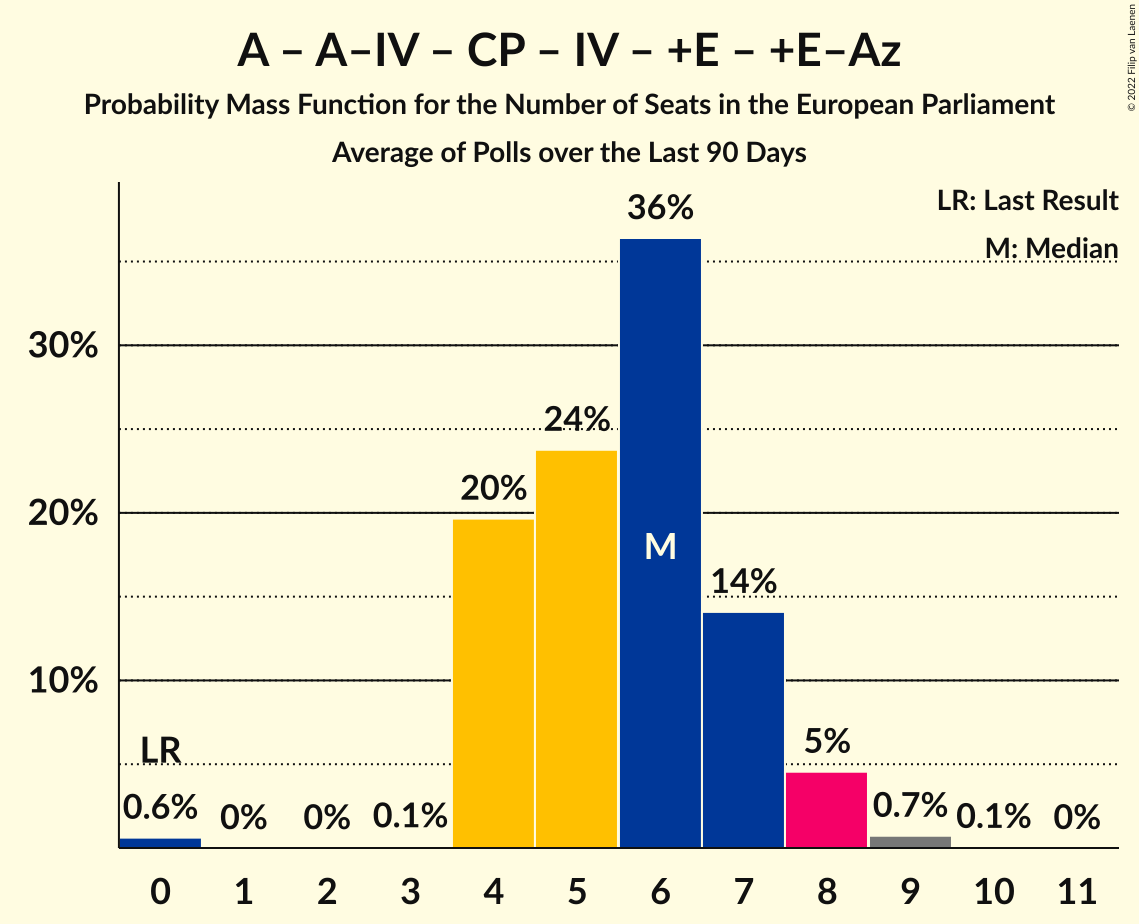 A – A–IV – CP – IV – +E – +E–Az
Probability Mass Function for the Number of Seats in the European Parliament
Average of Polls over the Last 90 Days
© 2022 Filip van Laenen
LR: Last Result
M: Median
30%
20%
10%
LR
0.6%
0%
0%
0.1%
20%
24%
36%
M
14%
5%
0.7%
0.1%
0%
0 1 2 3 4 5 6 7 8 9 10 11